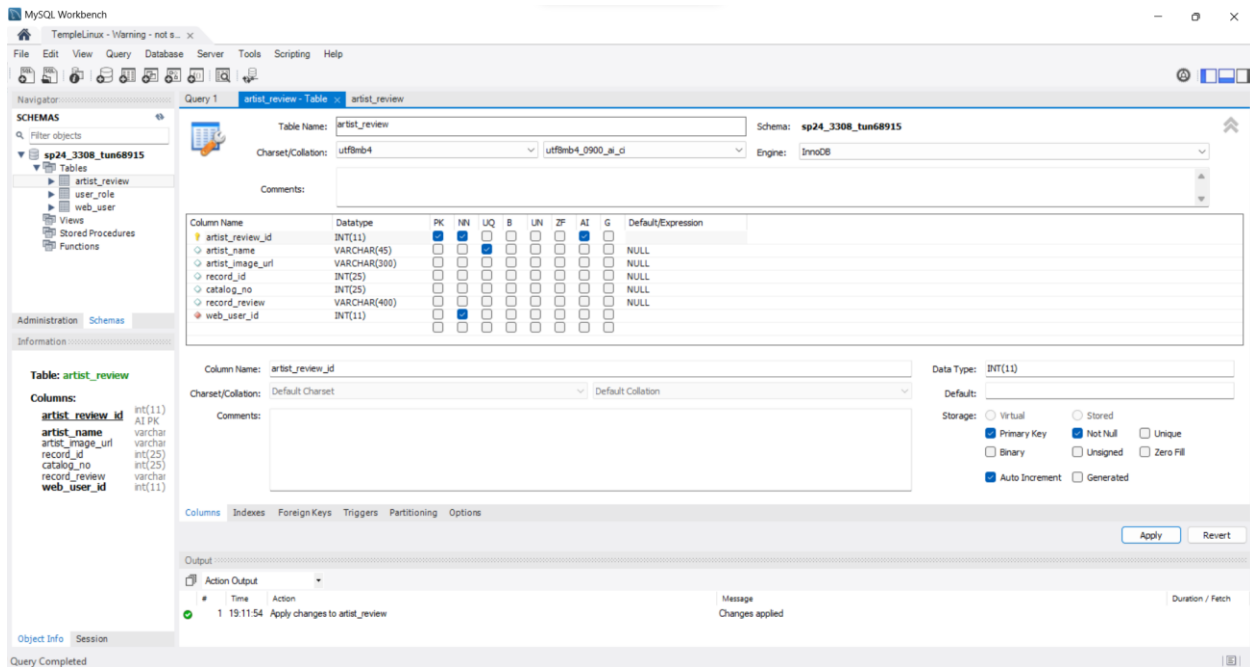 MySQL Workbench
TempleLinux - Warning - not s... ×
File Edit View Query Database Server Tools Scripting Help
Navigator
SCHEMAS
Filter objects
sp24_3308_tun68915
Tables
artist_review
user_role
web_user
Views
Stored Procedures
Functions
Administration Schemas
Information
Table: artist_review
Columns:
artist_review_id int(11) AI PK
artist_name varchar
artist_image_url varchar
record_id int(25)
catalog_no int(25)
record_review varchar
web_user_id int(11)
Object Info Session
Query 1 artist_review - Table × artist_review
Table Name: artist_review Schema: sp24_3308_tun68915
Charset/Collation: utf8mb4 utf8mb4_0900_ai_ci Engine: InnoDB
Comments:
Column Name Datatype PK NN UQ B UN ZF AI G Default/Expression
artist_review_id INT(11)
artist_name VARCHAR(45) NULL
artist_image_url VARCHAR(300) NULL
record_id INT(25) NULL
catalog_no INT(25) NULL
record_review VARCHAR(400) NULL
web_user_id INT(11)
Column Name: artist_review_id Data Type: INT(11)
Charset/Collation: Default Charset Default Collation Default:
Comments: Storage: Virtual Stored
Primary Key Not Null Unique
Binary Unsigned Zero Fill
Auto Increment Generated
Columns Indexes Foreign Keys Triggers Partitioning Options
Apply Revert
Output
Action Output
# Time Action Message Duration / Fetch
1 19:11:54 Apply changes to artist_review Changes applied
Query Completed